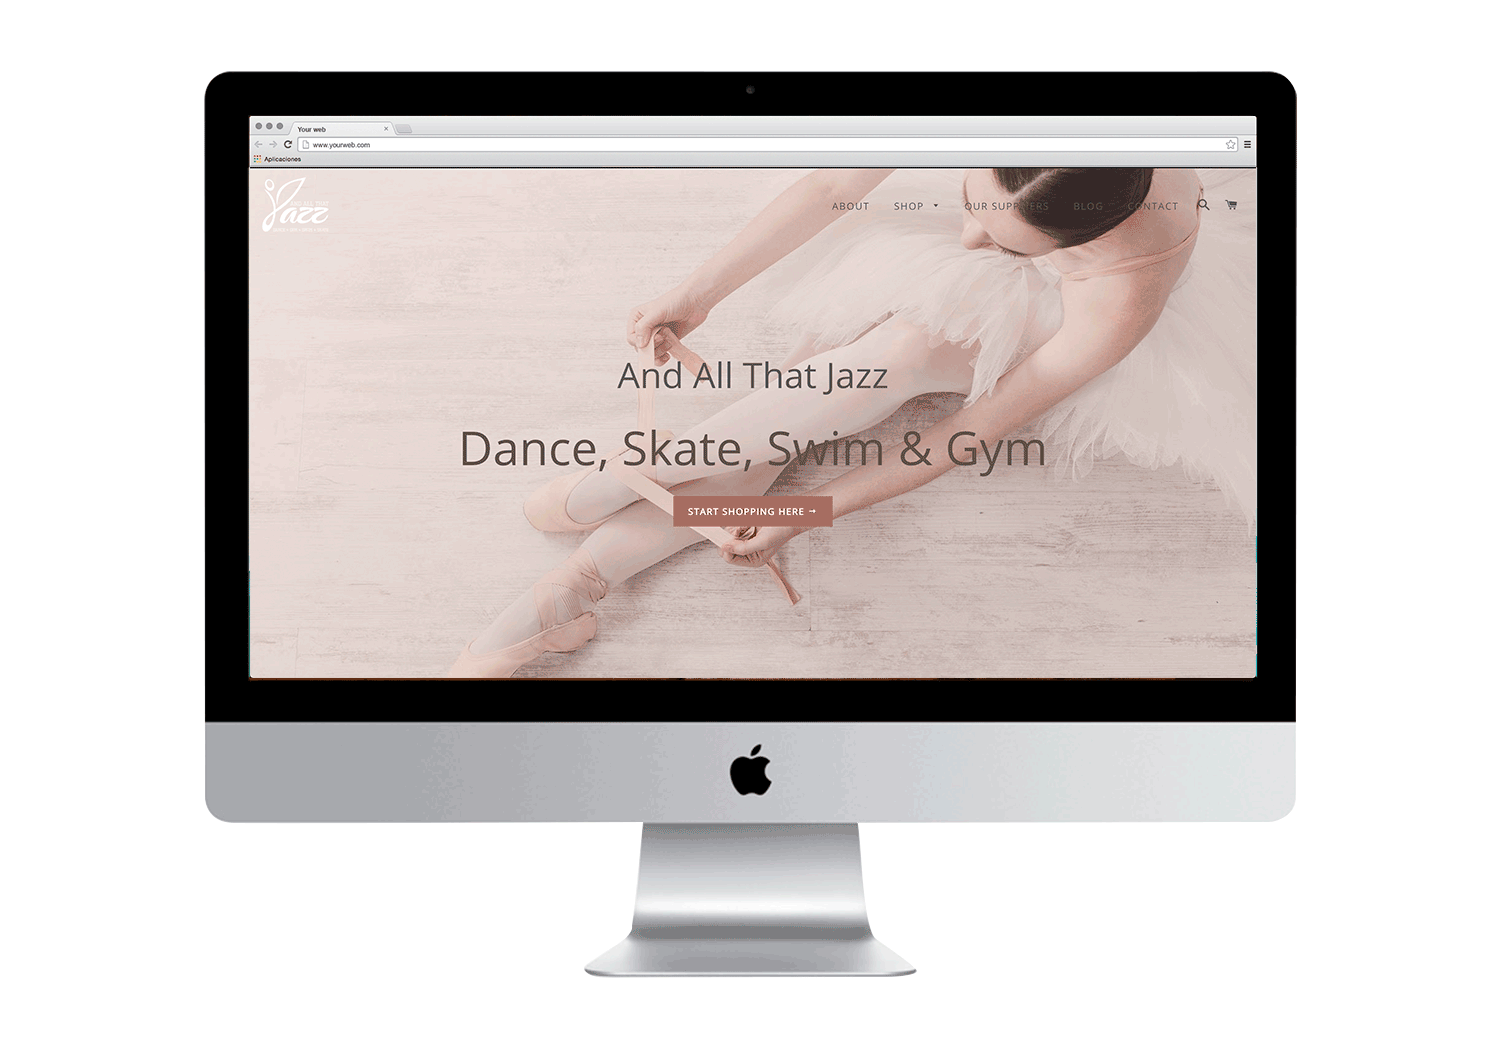 Your web
www.yourweb.com
Aplicaciones
Jazz
ABOUT SHOP OUR SUPPLIERS BLOG CONTACT
And All That Jazz
Dance, Skate, Swim & Gym
START SHOPPING HERE →